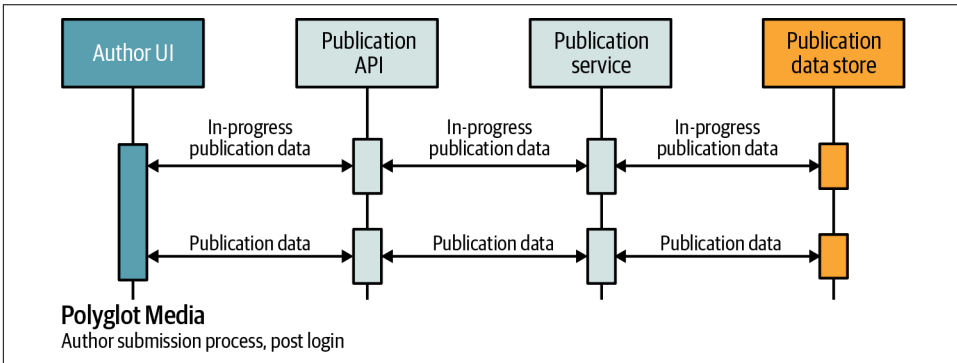 Author UI
Publication
API
Publication
service
Publication
data store
In-progress
publication data
In-progress
publication data
In-progress
publication data
Publication data
Publication data
Publication data
Polyglot Media
Author submission process, post login